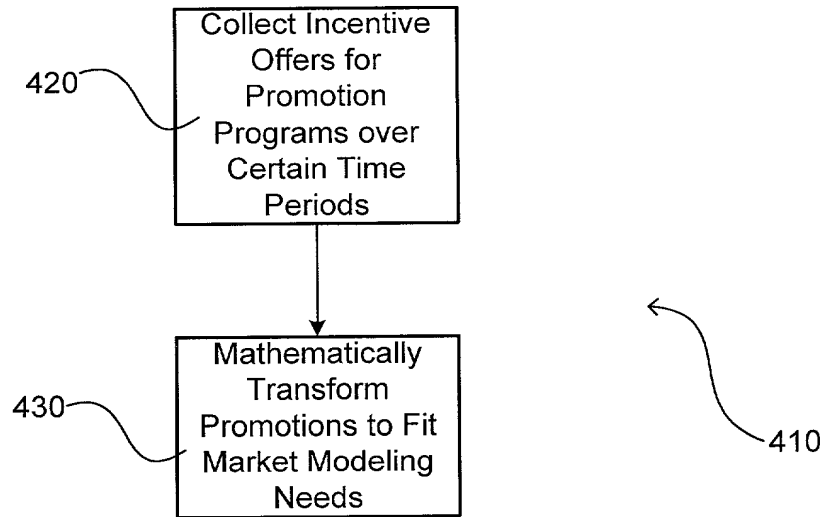 Collect Incentive
Offers for
Promotion
Programs over
Certain Time
Periods
420
Mathematically
Transform
Promotions to Fit
Market Modeling
Needs
430
410